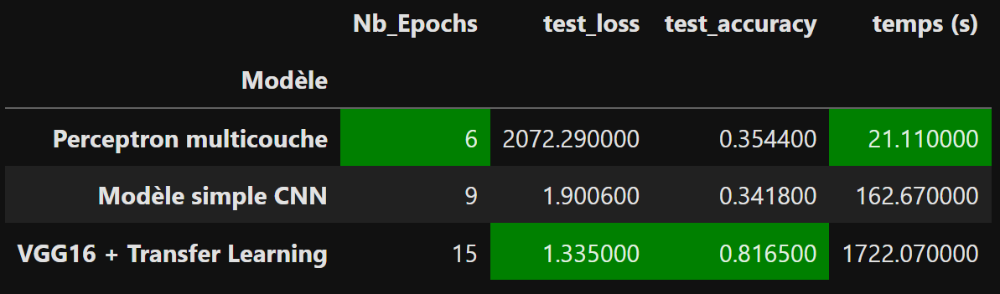 Nb_Epochs test_loss test_accuracy temps (s)
Modèle
Perceptron multicouche 6 2072.290000 0.354400 21.110000
Modèle simple CNN 9 1.900600 0.341800 162.670000
VGG16 + Transfer Learning 15 1.335000 0.816500 1722.070000